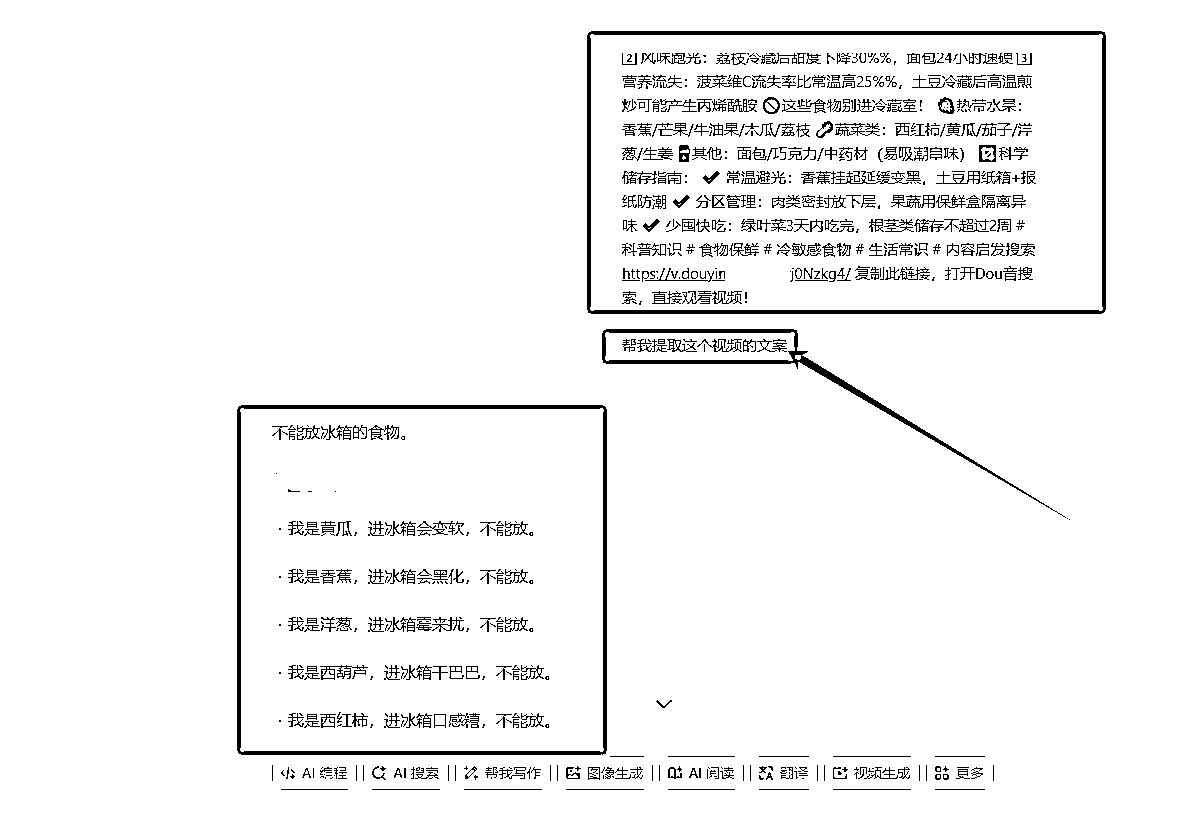 2 风味跑光：荔枝冷藏后甜度下降30%%，面包24小时速硬 3
营养流失：菠菜维C流失率比常温高25%%，土豆冷藏后高温煎
炒可能产生丙烯酰胺 🚫这些食物别进冷藏室！ 热带水果：
香蕉/芒果/牛油果/木瓜/荔枝 蔬菜类：西红柿/黄瓜/茄子/洋
葱/生姜 其他：面包/巧克力/中药材（易吸潮串味） 科学
储存指南： ✔ 常温避光：香蕉挂起延缓变黑，土豆用纸箱+报
纸防潮 ✔ 分区管理：肉类密封放下层，果蔬用保鲜盒隔离异
味 ✔ 少囤快吃：绿叶菜3天内吃完，根茎类储存不超过2周 #
科普知识 # 食物保鲜 # 冷敏感食物 # 生活常识 # 内容启发搜索
https://v.douyin j0Nzkg4/ 复制此链接，打开Dou音搜
索，直接观看视频！
帮我提取这个视频的文案
不能放冰箱的食物。
· 我是黄瓜，进冰箱会变软，不能放。
· 我是香蕉，进冰箱会黑化，不能放。
· 我是洋葱，进冰箱霉来扰，不能放。
· 我是西葫芦，进冰箱干巴巴，不能放。
· 我是西红柿，进冰箱口感糟，不能放。
AI 编程 AI 搜索 帮我写作 图像生成 AI 阅读 翻译 视频生成 更多